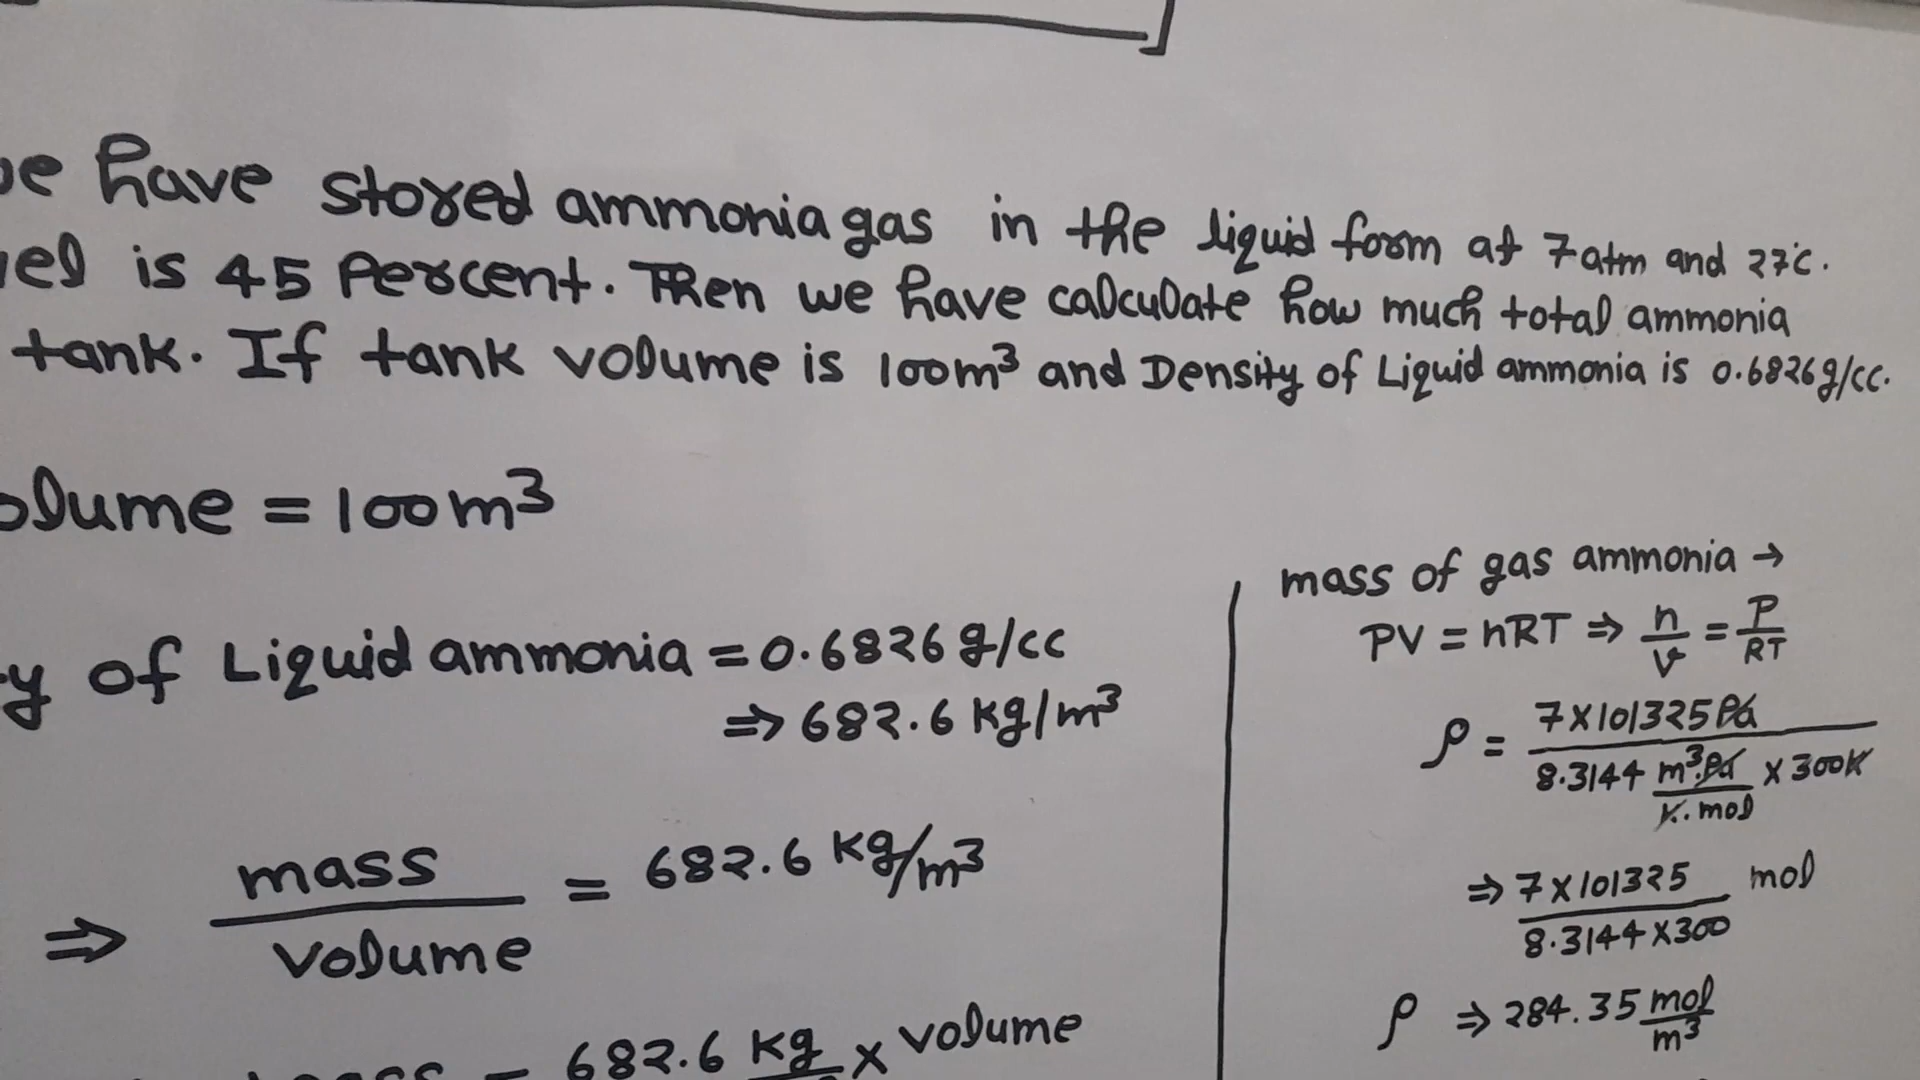 have stored ammonia gas in the liquid form at 7 atm and 27°C.
is 45 Percent. Then we have calculate how much total ammonia
tank. If tank volume is 100m³ and Density of Liquid ammonia is 0.6826g/cc.
olume = 100m³
y of Liquid ammonia = 0.6826 g/cc
⇒ 682.6 kg/m³
⇒ mass/volume = 682.6 kg/m³
682.6 kg × volume
mass of gas ammonia →
PV = nRT ⇒ n/V = P/RT
ρ = 7×101325 Pa / 8.3144 m³.Pa/K.mol × 300K
⇒ 7×101325 / 8.3144×300 mol
ρ ⇒ 284.35 mol/m³